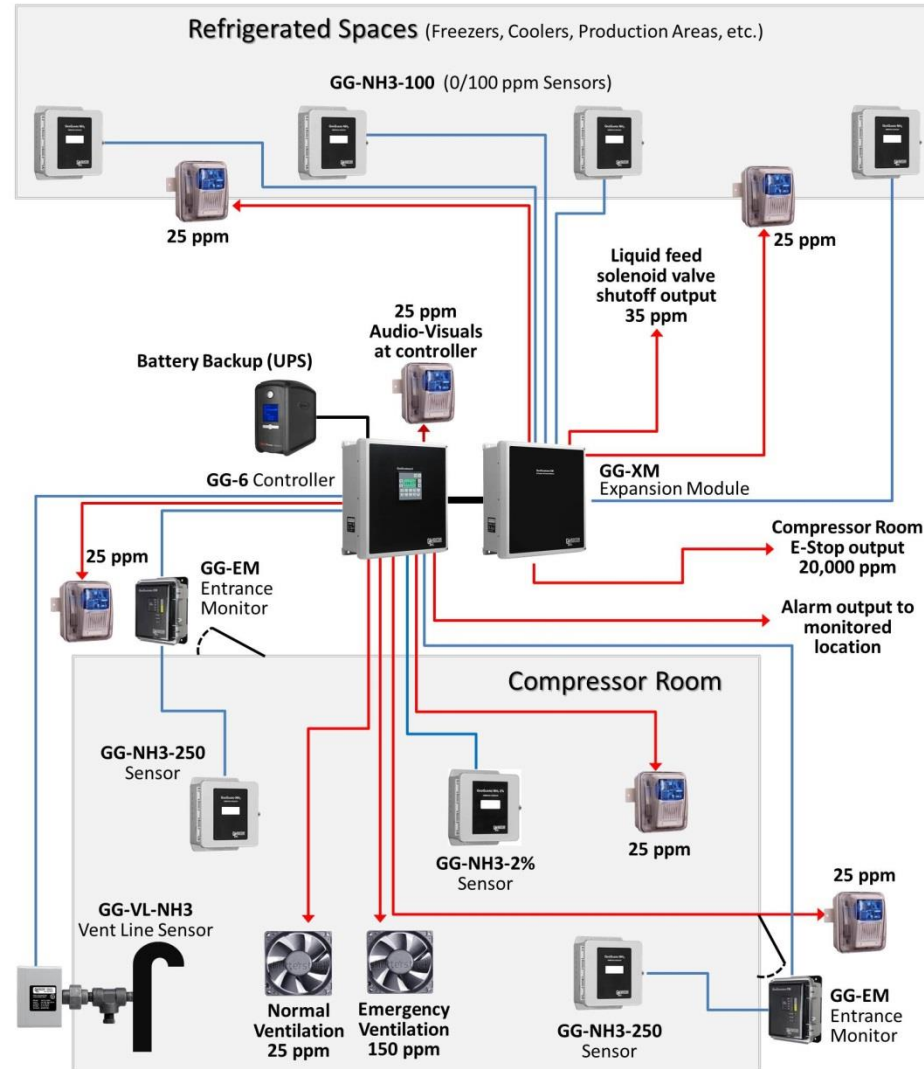 Refrigerated Spaces (Freezers, Coolers, Production Areas, etc.)
GG-NH3-100 (0/100 ppm Sensors)
25 ppm
25 ppm
Liquid feed
solenoid valve
shutoff output
35 ppm
25 ppm
Audio-Visuals
at controller
Battery Backup (UPS)
GG-6 Controller
GG-XM
Expansion Module
25 ppm
GG-EM
Entrance
Monitor
Compressor Room
E-Stop output
20,000 ppm
Alarm output to
monitored
location
Compressor Room
GG-NH3-250
Sensor
GG-NH3-2%
Sensor
25 ppm
25 ppm
GG-VL-NH3
Vent Line Sensor
Normal
Ventilation
25 ppm
Emergency
Ventilation
150 ppm
GG-NH3-250
Sensor
GG-EM
Entrance
Monitor